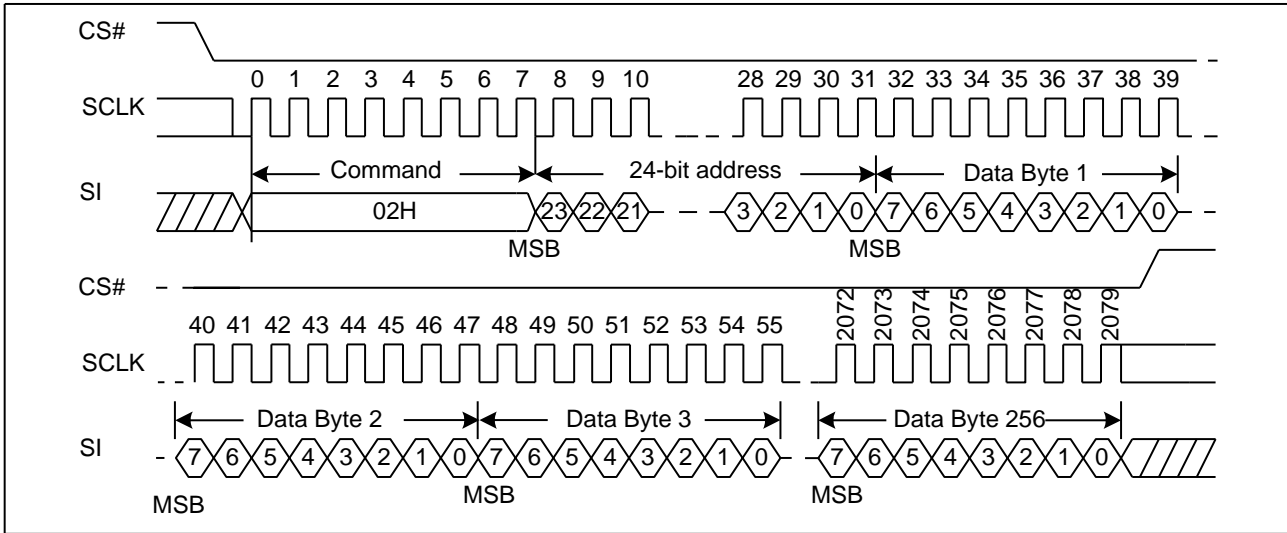 CS#
0 1 2 3 4 5 6 7 8 9 10 28 29 30 31 32 33 34 35 36 37 38 39
SCLK
Command 24-bit address Data Byte 1
SI
02H 23 22 21 3 2 1 0 7 6 5 4 3 2 1 0
MSB MSB
CS#
40 41 42 43 44 45 46 47 48 49 50 51 52 53 54 55 2072 2073 2074 2075 2076 2077 2078 2079
SCLK
Data Byte 2 Data Byte 3 Data Byte 256
SI
7 6 5 4 3 2 1 0 7 6 5 4 3 2 1 0 7 6 5 4 3 2 1 0
MSB MSB MSB